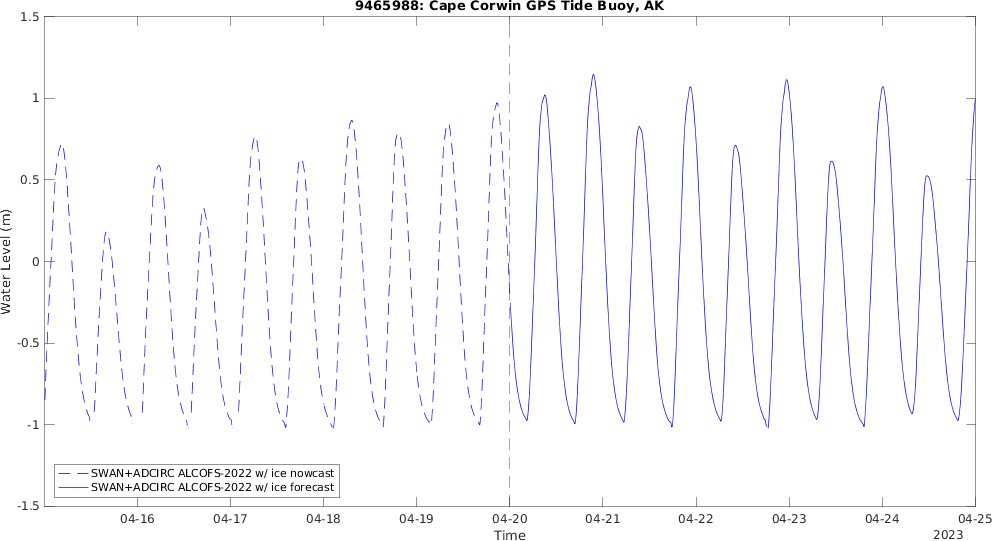 9465988: Cape Corwin GPS Tide Buoy, AK
1.5
1
0.5
0
-0.5
-1
-1.5
Water Level (m)
SWAN+ADCIRC ALCOFS-2022 w/ ice nowcast
SWAN+ADCIRC ALCOFS-2022 w/ ice forecast
04-16 04-17 04-18 04-19 04-20 04-21 04-22 04-23 04-24 04-25
Time
2023